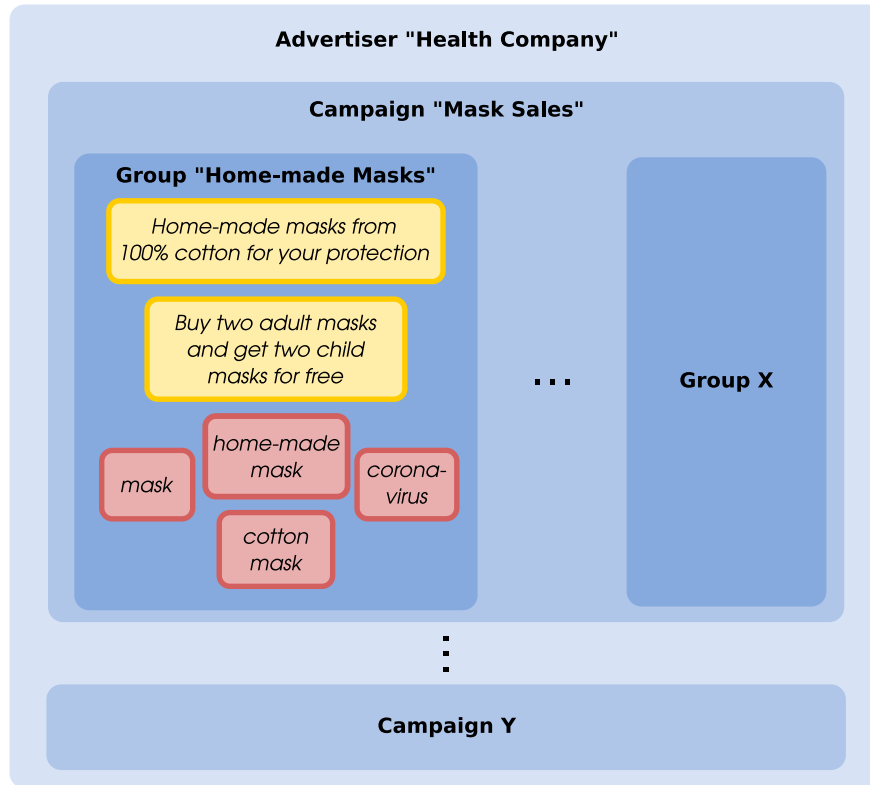 Advertiser "Health Company"
Campaign "Mask Sales"
Group "Home-made Masks"
Home-made masks from
100% cotton for your protection
Buy two adult masks
and get two child
masks for free
home-made
mask
mask
corona-
virus
cotton
mask
...
Group X
Campaign Y